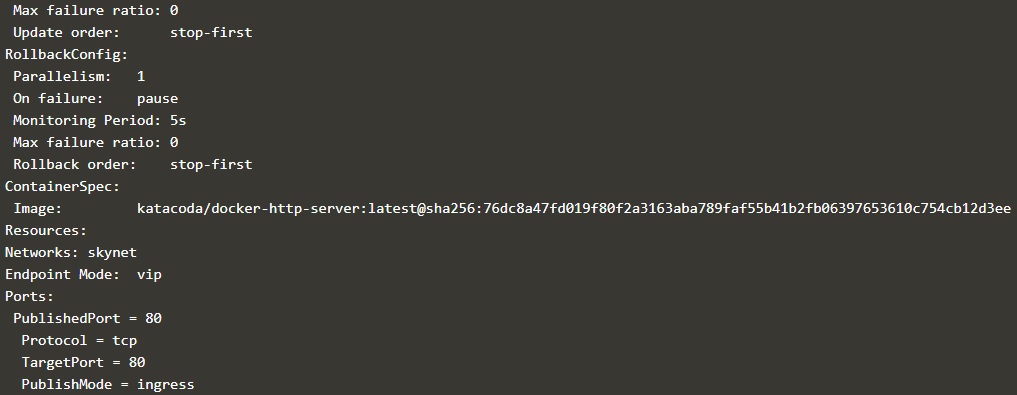 Max failure ratio: 0
Update order:      stop-first
RollbackConfig:
Parallelism:   1
On failure:    pause
Monitoring Period: 5s
Max failure ratio: 0
Rollback order:    stop-first
ContainerSpec:
Image:         katacoda/docker-http-server:latest@sha256:76dc8a47fd019f80f2a3163aba789faf55b41b2fb06397653610c754cb12d3ee
Resources:
Networks: skynet
Endpoint Mode:  vip
Ports:
PublishedPort = 80
Protocol = tcp
TargetPort = 80
PublishMode = ingress